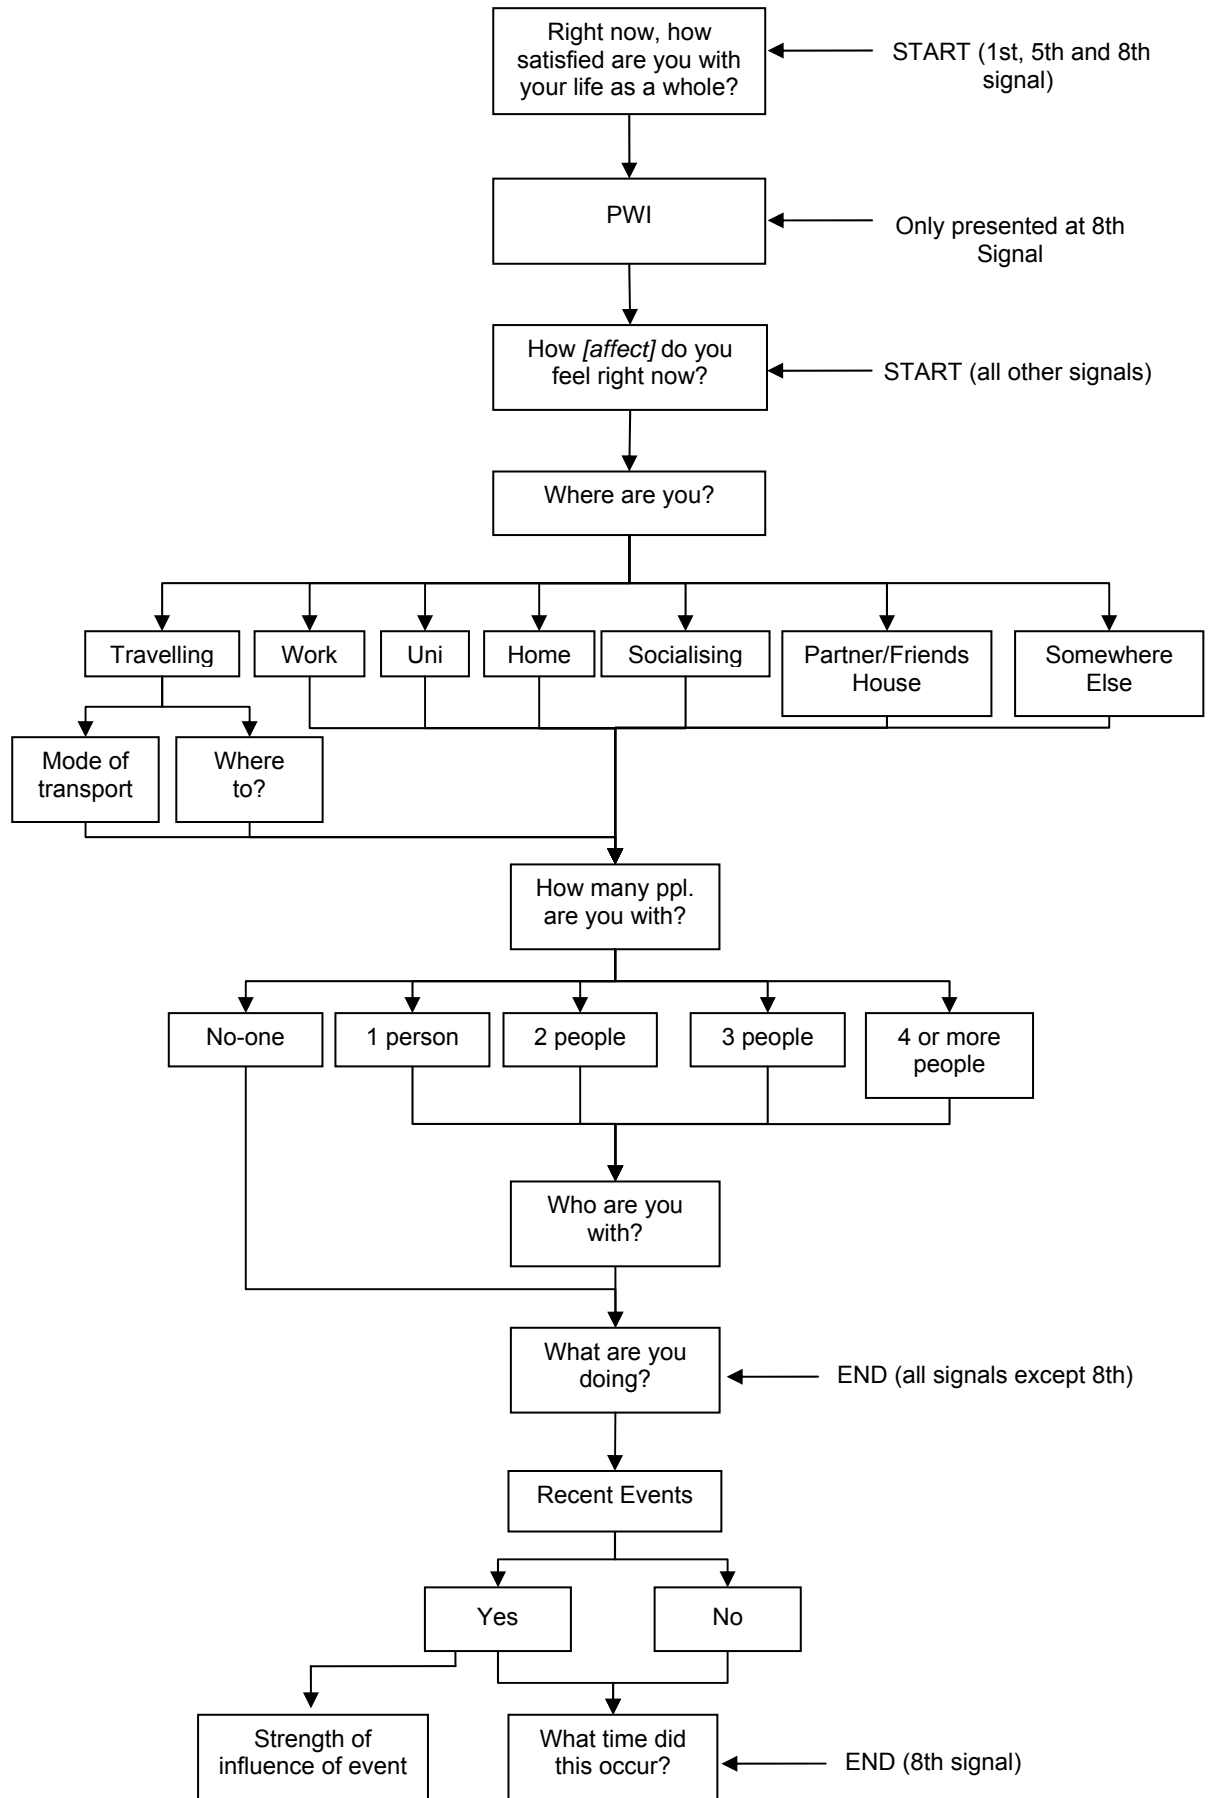 Right now, how
satisfied are you with
your life as a whole?
START (1st, 5th and 8th
signal)
PWI
Only presented at 8th
Signal
How [affect] do you
feel right now?
START (all other signals)
Where are you?
Travelling
Work
Uni
Home
Socialising
Partner/Friends
House
Somewhere
Else
Mode of
transport
Where
to?
How many ppl.
are you with?
No-one
1 person
2 people
3 people
4 or more
people
Who are you
with?
What are you
doing?
END (all signals except 8th)
Recent Events
Yes
No
Strength of
influence of event
What time did
this occur?
END (8th signal)